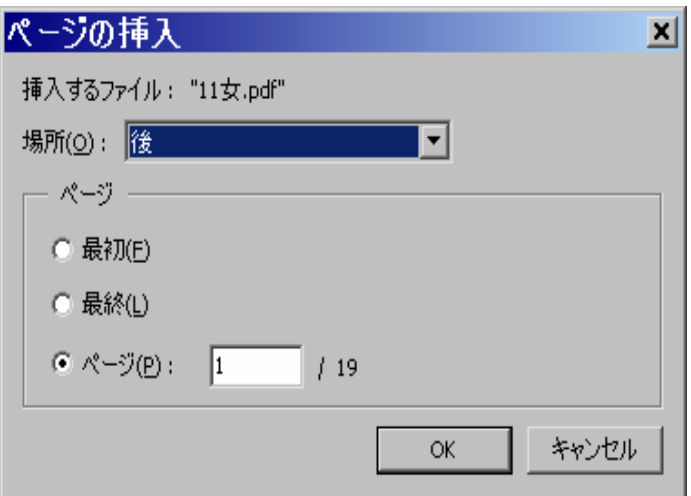 ページの挿入
挿入するファイル: "11女.pdf"
場所(O): 後
ページ
最初(F)
最終(L)
ページ(P): 1 / 19
OK キャンセル